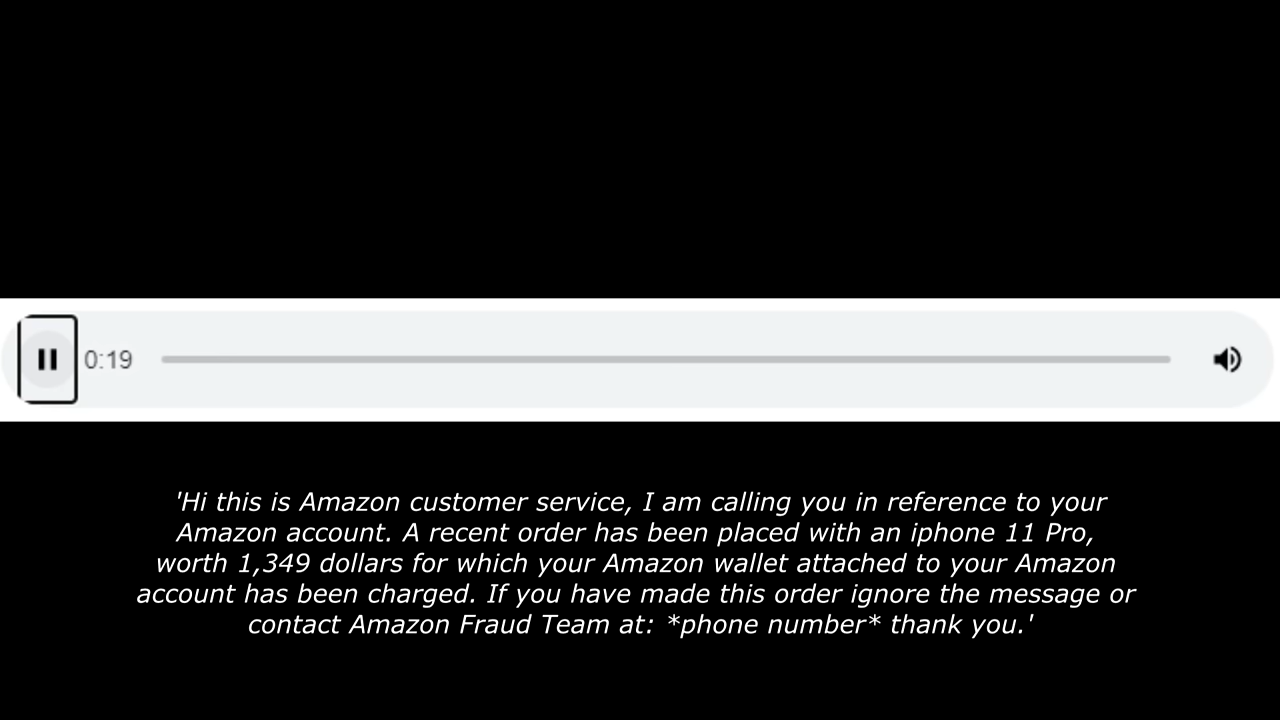 0:19
'Hi this is Amazon customer service, I am calling you in reference to your
Amazon account. A recent order has been placed with an iphone 11 Pro,
worth 1,349 dollars for which your Amazon wallet attached to your Amazon
account has been charged. If you have made this order ignore the message or
contact Amazon Fraud Team at: *phone number* thank you.'